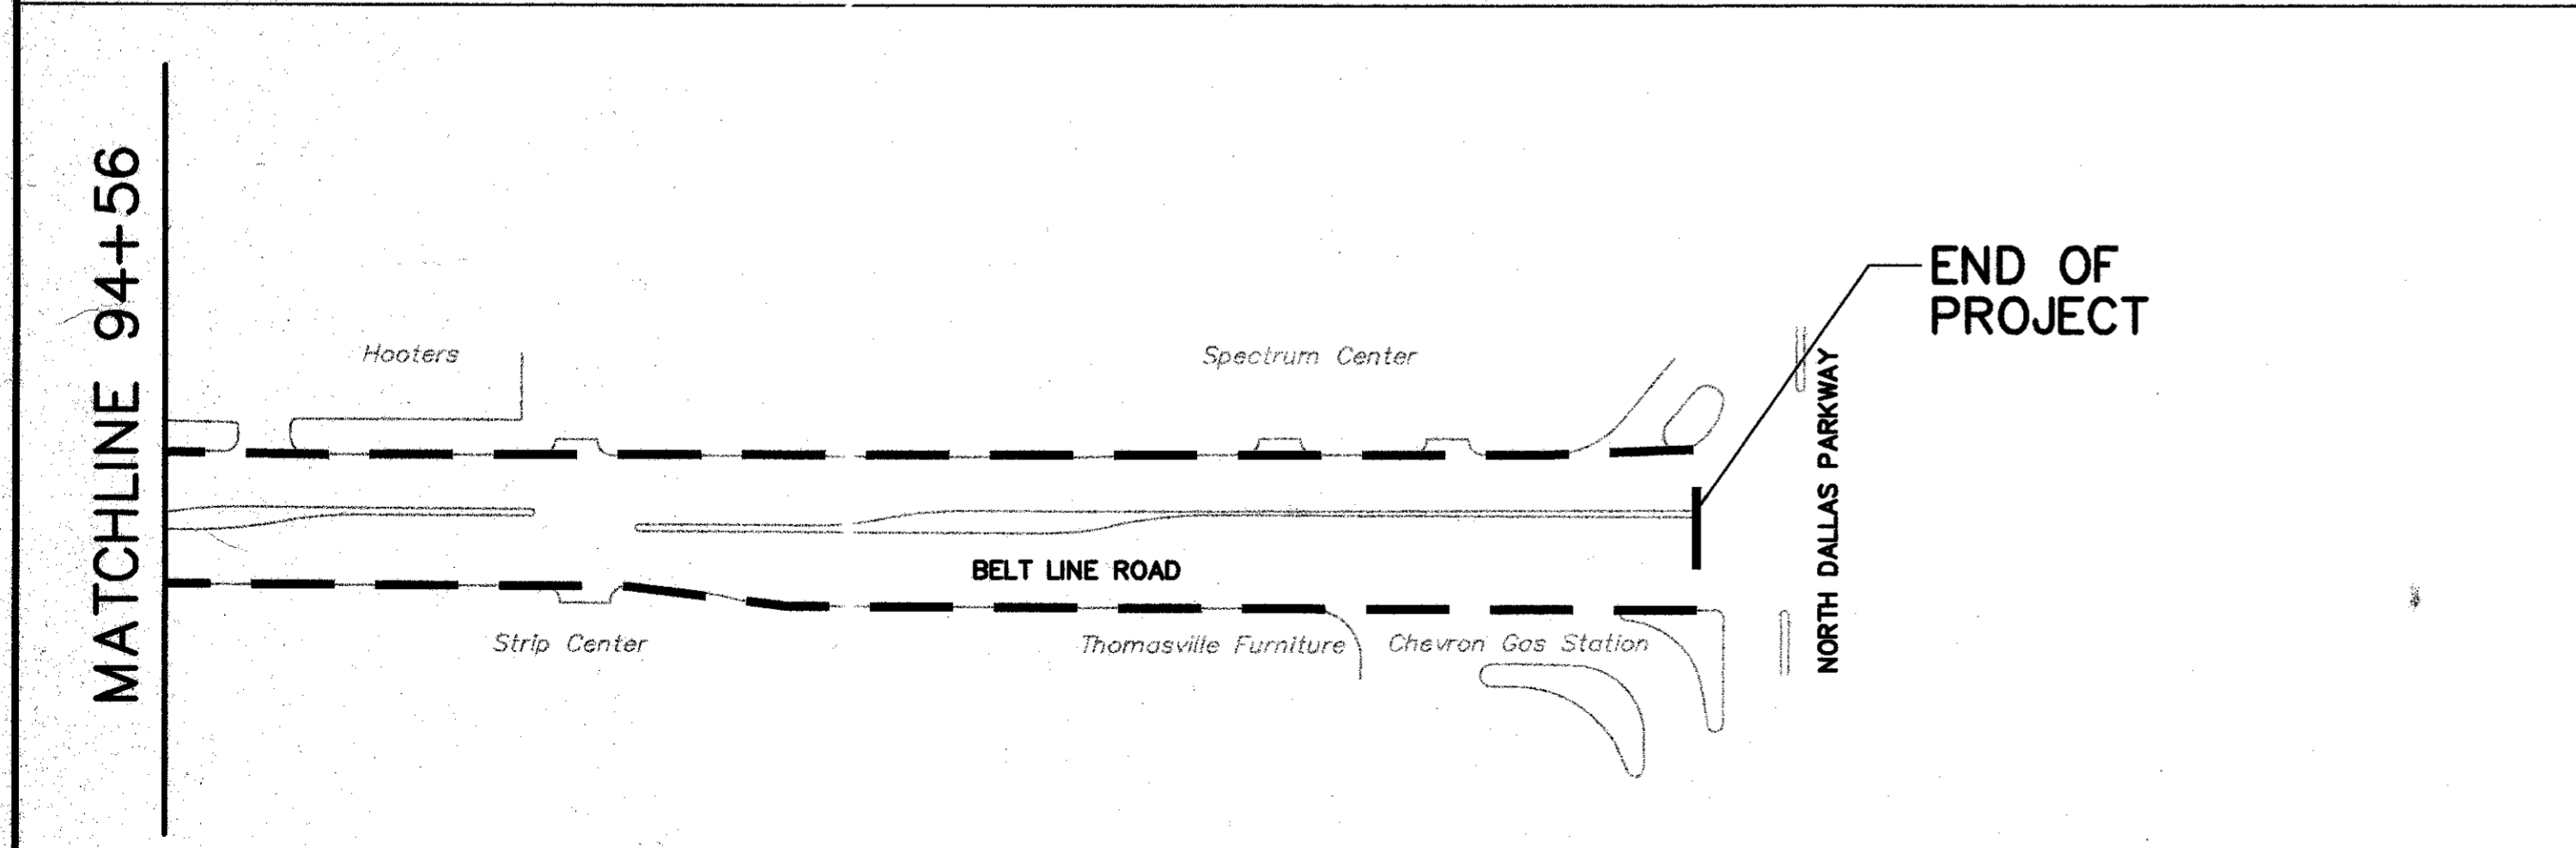 MATCHLINE 94+56
END OF
PROJECT
Hooters
Spectrum Center
NORTH DALLAS PARKWAY
BELT LINE ROAD
Strip Center
Thomasville Furniture
Chevron Gas Station